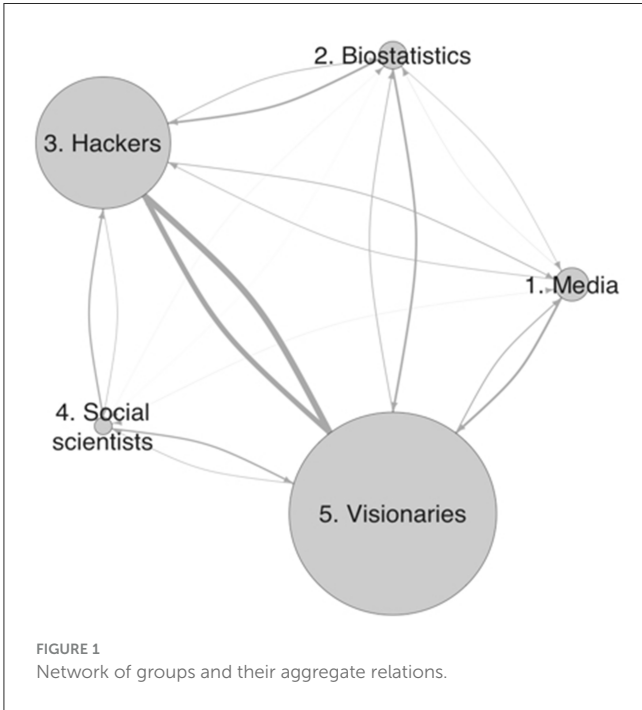 2. Biostatistics
3. Hackers
1. Media
4. Social
scientists
5. Visionaries
FIGURE 1
Network of groups and their aggregate relations.